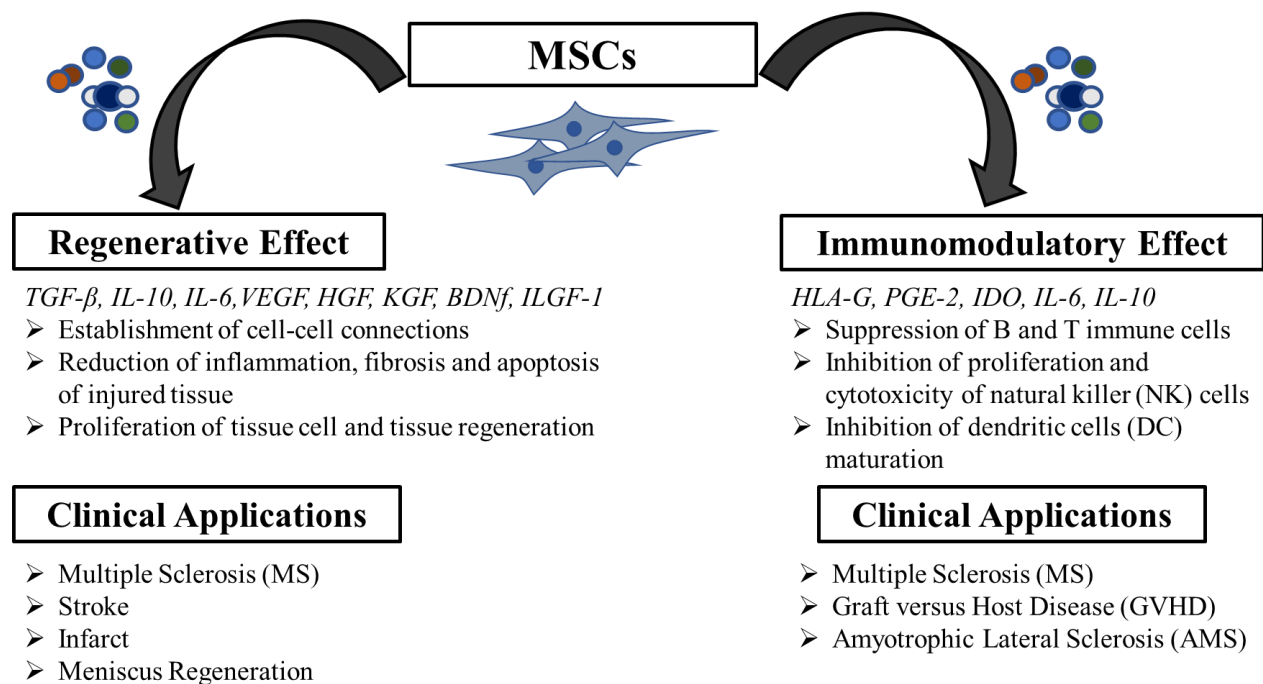 MSCs
Regenerative Effect
TGF-β, IL-10, IL-6,VEGF, HGF, KGF, BDNf, ILGF-1
➢ Establishment of cell-cell connections
➢ Reduction of inflammation, fibrosis and apoptosis
of injured tissue
➢ Proliferation of tissue cell and tissue regeneration
Clinical Applications
➢ Multiple Sclerosis (MS)
➢ Stroke
➢ Infarct
➢ Meniscus Regeneration
Immunomodulatory Effect
HLA-G, PGE-2, IDO, IL-6, IL-10
➢ Suppression of B and T immune cells
➢ Inhibition of proliferation and
cytotoxicity of natural killer (NK) cells
➢ Inhibition of dendritic cells (DC)
maturation
Clinical Applications
➢ Multiple Sclerosis (MS)
➢ Graft versus Host Disease (GVHD)
➢ Amyotrophic Lateral Sclerosis (AMS)